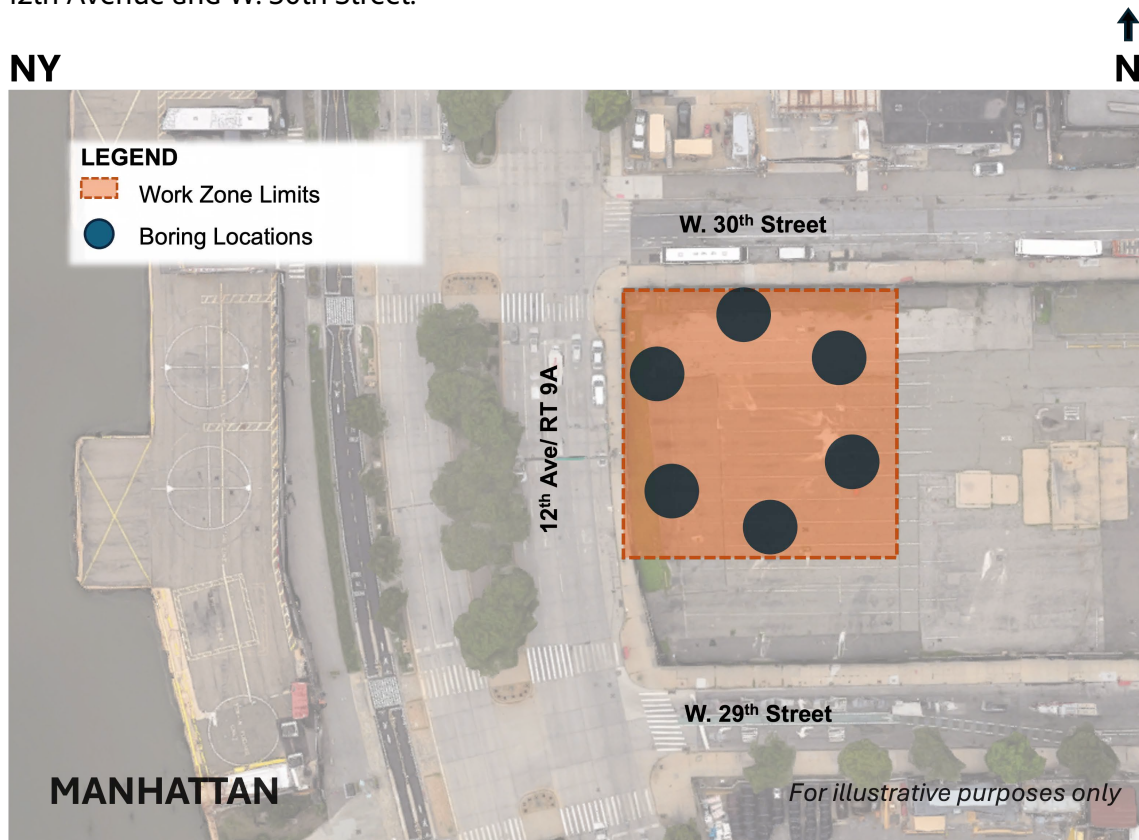 12th Avenue and W. 30th Street.
NY
N
LEGEND
Work Zone Limits
Boring Locations
W. 30th Street
12th Ave/ RT 9A
W. 29th Street
MANHATTAN
For illustrative purposes only